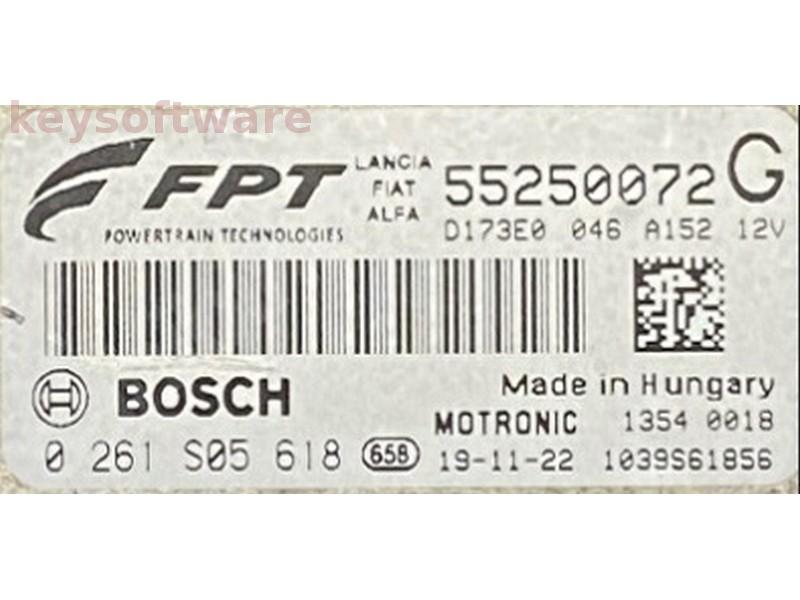 keysoftware
FPT
POWERTRAIN TECHNOLOGIES
LANCIA
FIAT
ALFA
55250072 G
D173E0 046 A152 12V
BOSCH
Made in Hungary
MOTRONIC 1354 0018
0 261 S05 618 658 19-11-22 1039S61856